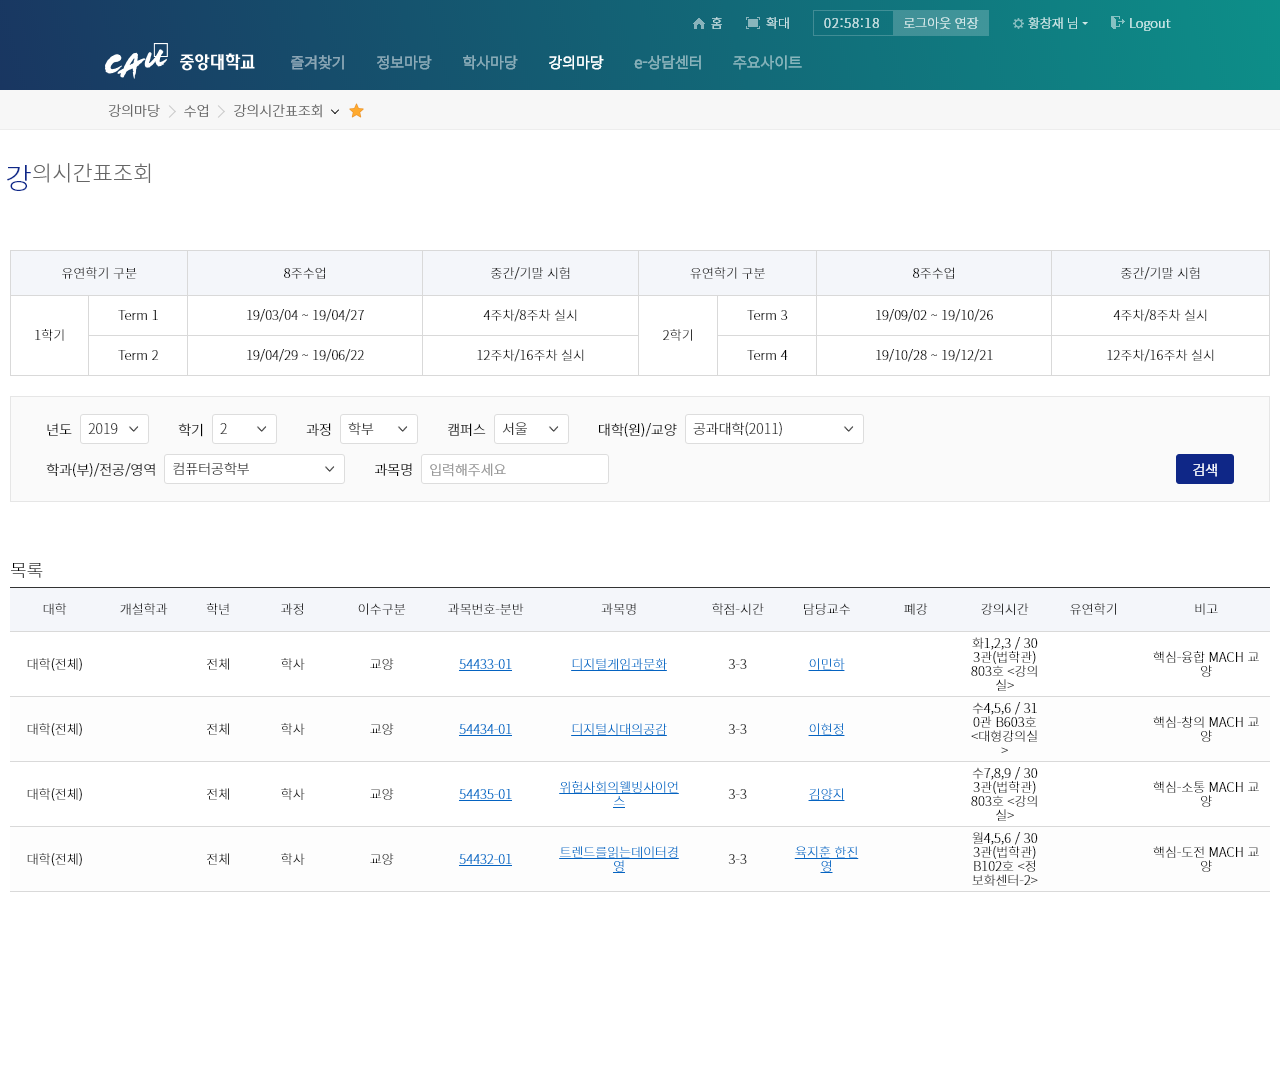 홈 확대 02:58:18 로그아웃 연장 황창재 님 Logout
CAU 중앙대학교 즐겨찾기 정보마당 학사마당 강의마당 e-상담센터 주요사이트
강의마당 수업 강의시간표조회
강의시간표조회
유연학기 구분 8주수업 중간/기말 시험 유연학기 구분 8주수업 중간/기말 시험
1학기 Term 1 19/03/04 ~ 19/04/27 4주차/8주차 실시 2학기 Term 3 19/09/02 ~ 19/10/26 4주차/8주차 실시
Term 2 19/04/29 ~ 19/06/22 12주차/16주차 실시 Term 4 19/10/28 ~ 19/12/21 12주차/16주차 실시
년도 2019 학기 2 과정 학부 캠퍼스 서울 대학(원)/교양 공과대학(2011)
학과(부)/전공/영역 컴퓨터공학부 과목명 입력해주세요 검색
목록
대학 개설학과 학년 과정 이수구분 과목번호-분반 과목명 학점-시간 담당교수 폐강 강의시간 유연학기 비고
대학(전체) 전체 학사 교양 54433-01 디지털게임과문화 3-3 이민하
화1,2,3 / 30
3관(법학관)
803호 <강의
실>
핵심-융합 MACH 교
양
대학(전체) 전체 학사 교양 54434-01 디지털시대의공감 3-3 이현정
수4,5,6 / 31
0관 B603호
<대형강의실
>
핵심-창의 MACH 교
양
대학(전체) 전체 학사 교양 54435-01
위험사회의웰빙사이언
스
3-3 김양지
수7,8,9 / 30
3관(법학관)
803호 <강의
실>
핵심-소통 MACH 교
양
대학(전체) 전체 학사 교양 54432-01
트렌드를읽는데이터경
영
3-3
육지훈 한진
영
월4,5,6 / 30
3관(법학관)
B102호 <정
보화센터-2>
핵심-도전 MACH 교
양